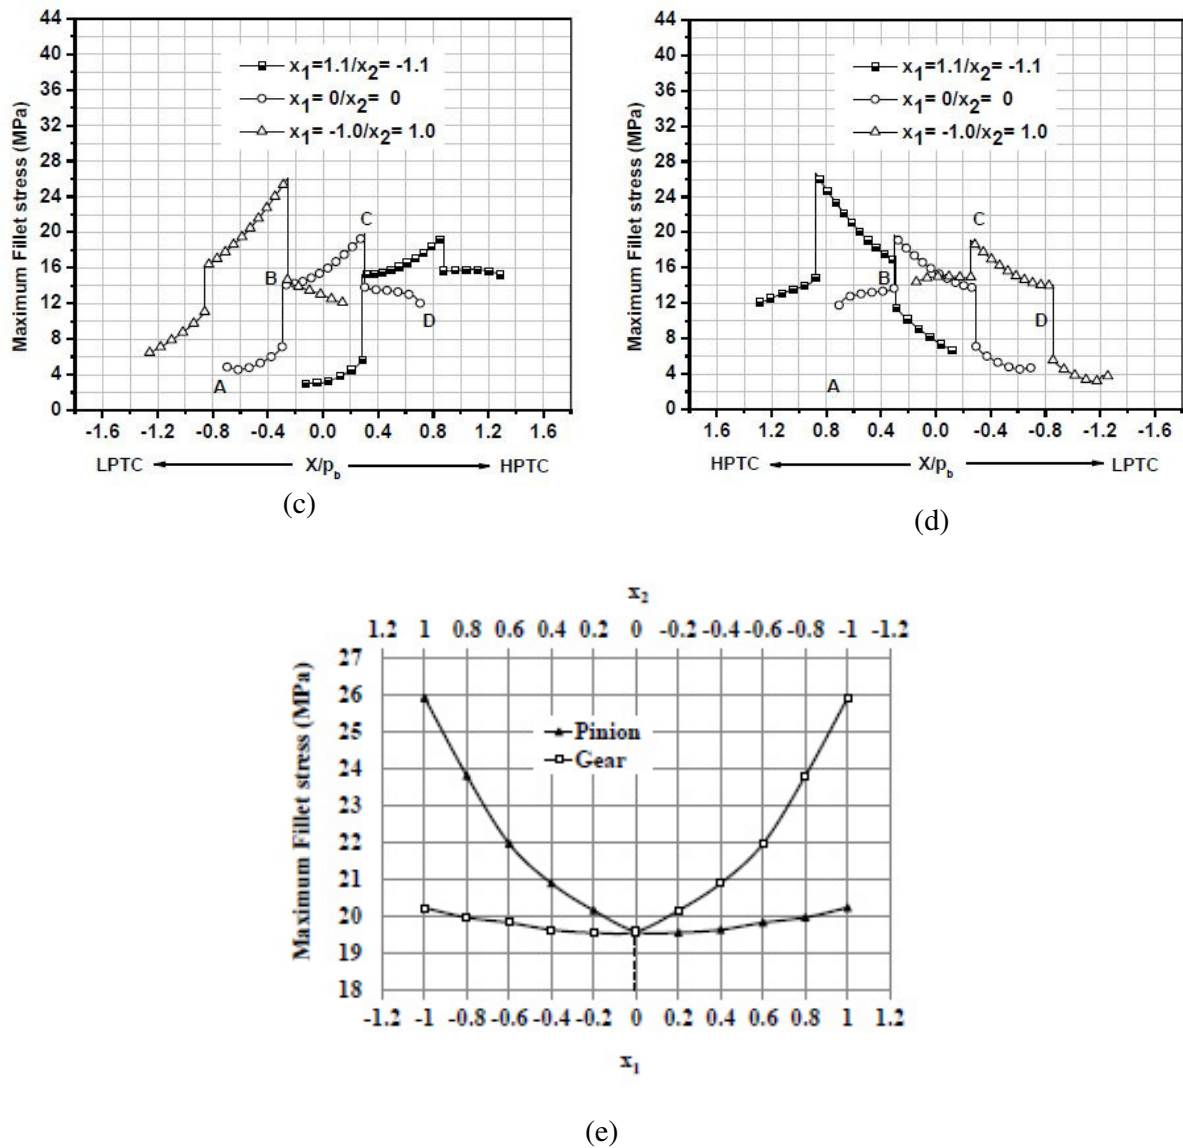 44
40
36
32
28
24
20
16
12
8
4
0
Maximum Fillet stress (MPa)
x1=1.1/x2= -1.1
x1= 0/x2= 0
x1= -1.0/x2= 1.0
A
B
C
D
-1.6 -1.2 -0.8 -0.4 0.0 0.4 0.8 1.2 1.6
LPTC X/pb HPTC
(c)
44
40
36
32
28
24
20
16
12
8
4
0
Maximum Fillet stress (MPa)
x1=1.1/x2= -1.1
x1= 0/x2= 0
x1= -1.0/x2= 1.0
A
B
C
D
1.6 1.2 0.8 0.4 0.0 -0.4 -0.8 -1.2 -1.6
HPTC X/pb LPTC
(d)
x2
1.2 1 0.8 0.6 0.4 0.2 0 -0.2 -0.4 -0.6 -0.8 -1 -1.2
27
26
25
24
23
22
21
20
19
18
Maximum Fillet stress (MPa)
Pinion
Gear
-1.2 -1 -0.8 -0.6 -0.4 -0.2 0 0.2 0.4 0.6 0.8 1 1.2
x1
(e)